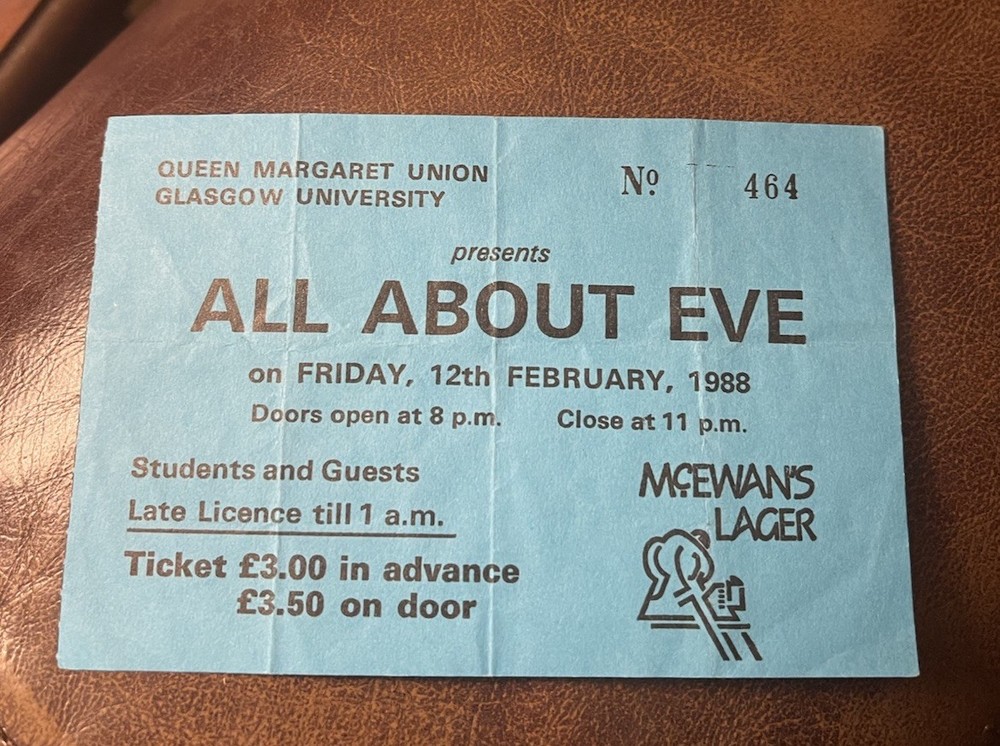 QUEEN MARGARET UNION
GLASGOW UNIVERSITY
Nº 464
presents
ALL ABOUT EVE
on FRIDAY, 12th FEBRUARY, 1988
Doors open at 8 p.m. Close at 11 p.m.
Students and Guests
Late Licence till 1 a.m.
Ticket £3.00 in advance
£3.50 on door
McEWAN'S
LAGER